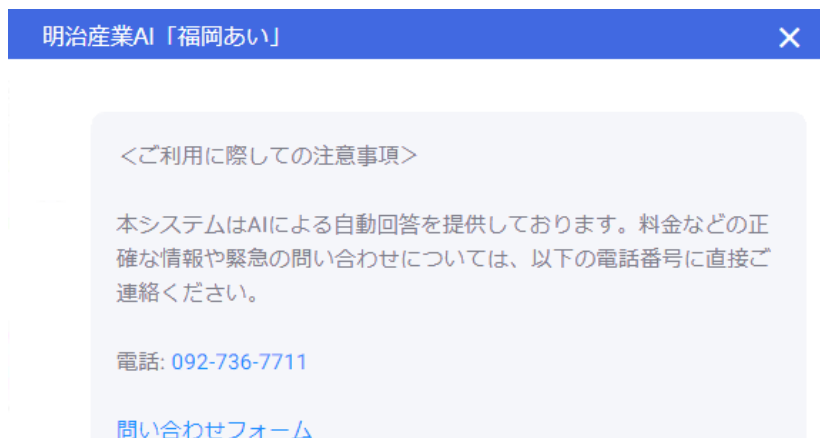 明治産業AI「福岡あい」
＜ご利用に際しての注意事項＞
本システムはAIによる自動回答を提供しております。料金などの正
確な情報や緊急の問い合わせについては、以下の電話番号に直接ご
連絡ください。
電話: 092-736-7711
問い合わせフォーム